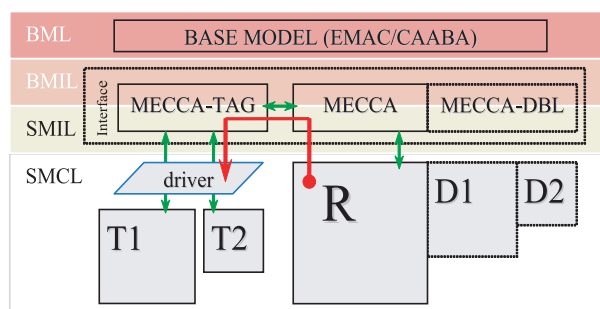 BML
BASE MODEL (EMAC/CAABA)
BMIL
Interface
MECCA-TAG
MECCA
MECCA-DBL
SMIL
SMCL
driver
R
D1
D2
T1
T2